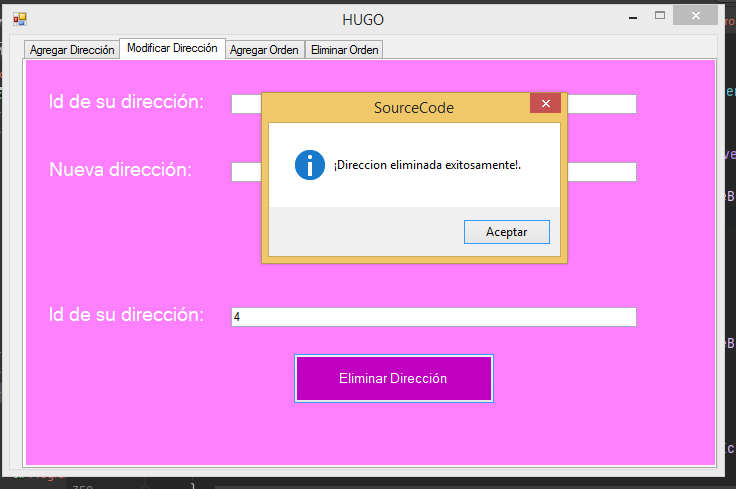 HUGO
Agregar Dirección
Modificar Dirección
Agregar Orden
Eliminar Orden
Id de su dirección:
SourceCode
¡Direccion eliminada exitosamente!.
Nueva dirección:
Aceptar
Id de su dirección:
4
Eliminar Dirección